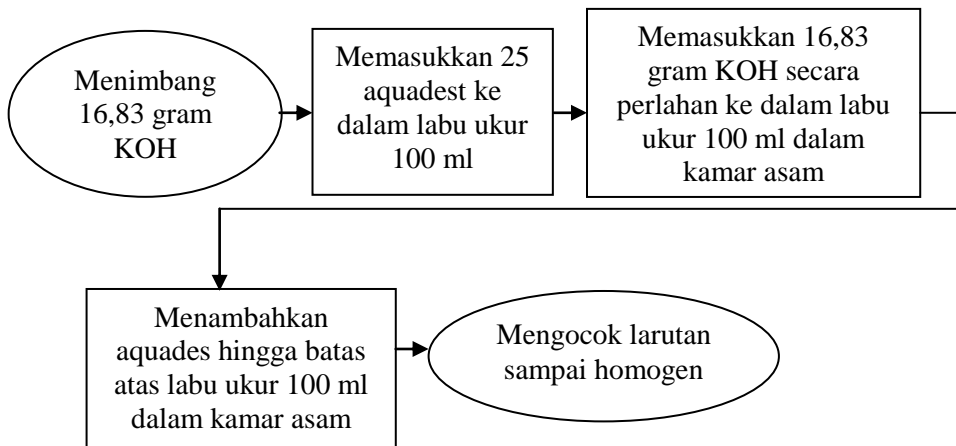 Menimbang
16,83 gram
KOH
Memasukkan 25
aquadest ke
dalam labu ukur
100 ml
Memasukkan 16,83
gram KOH secara
perlahan ke dalam labu
ukur 100 ml dalam
kamar asam
Menambahkan
aquades hingga batas
atas labu ukur 100 ml
dalam kamar asam
Mengocok larutan
sampai homogen